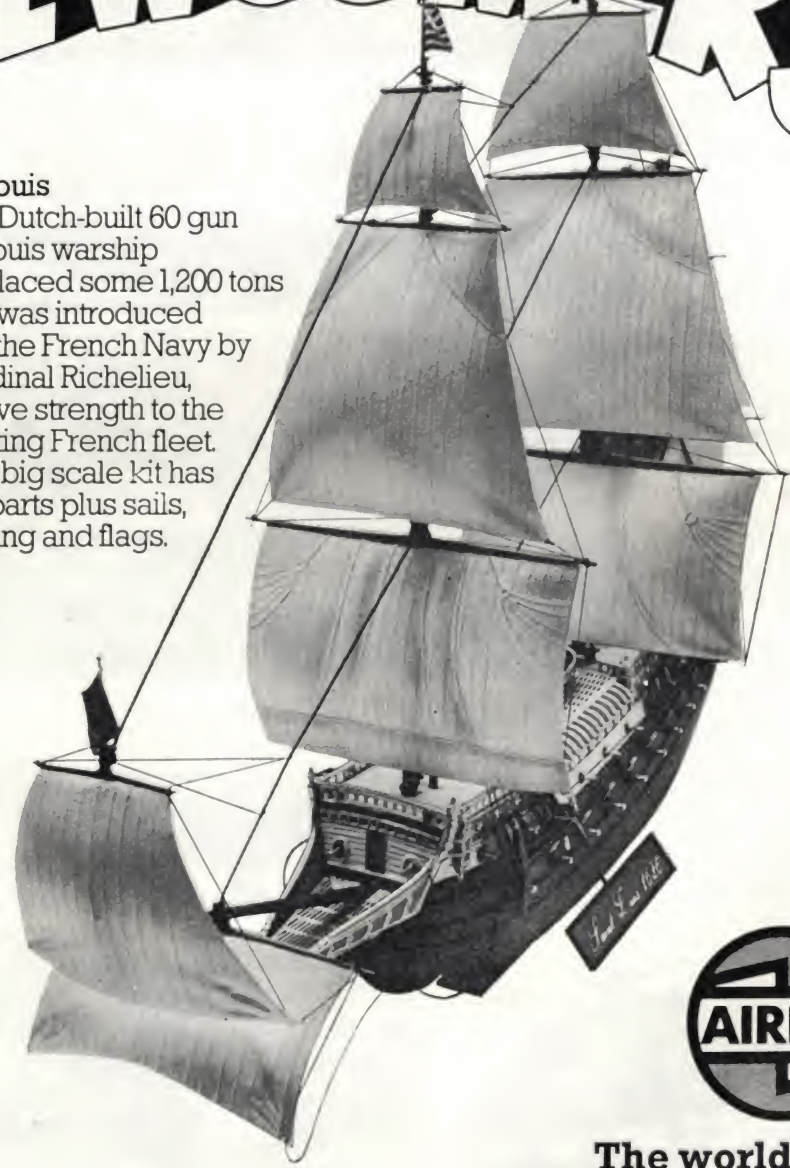 ouis
Dutch-built 60 gun
ouis warship
laced some 1,200 tons
was introduced
the French Navy by
dinal Richelieu,
ve strength to the
ting French fleet.
big scale kit has
parts plus sails,
ing and flags.
1626
AIR
The world